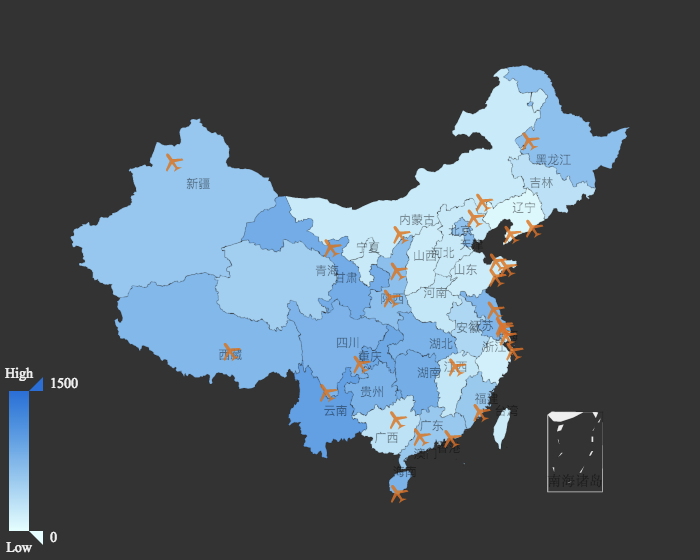 黑龙江
新疆
吉林
辽宁
内蒙古
北京
宁夏
天津
山西
河北
青海
甘肃
山东
陕西
河南
江苏
安徽
四川
湖北
浙江
西藏
重庆
湖南
江西
High
1500
贵州
福建
云南
台湾
广东
广西
香港
澳门
海南
南海诸岛
0
Low